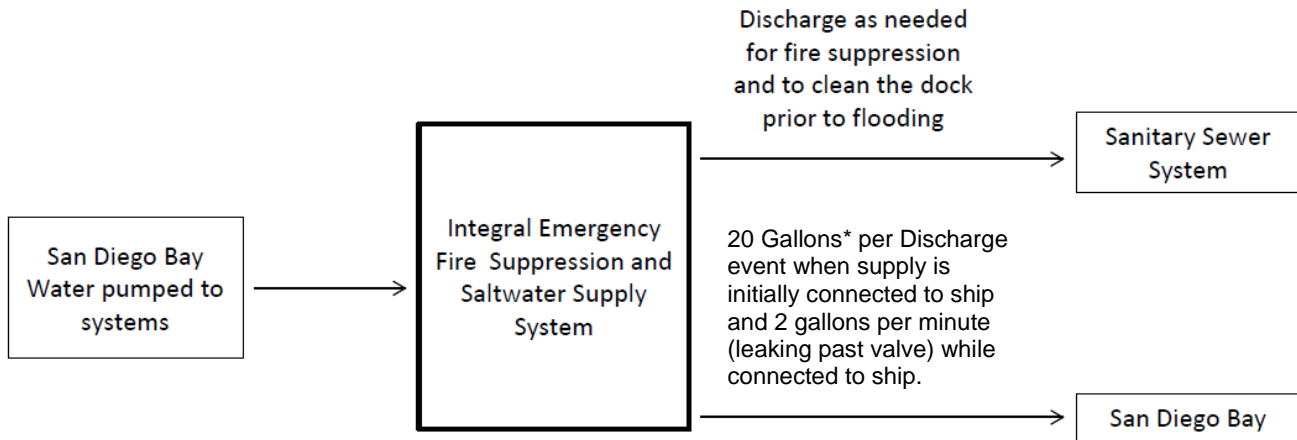 San Diego Bay
Water pumped to
systems
Integral Emergency
Fire Suppression and
Saltwater Supply
System
Discharge as needed
for fire suppression
and to clean the dock
prior to flooding
Sanitary Sewer
System
20 Gallons* per Discharge
event when supply is
initially connected to ship
and 2 gallons per minute
(leaking past valve) while
connected to ship.
San Diego Bay